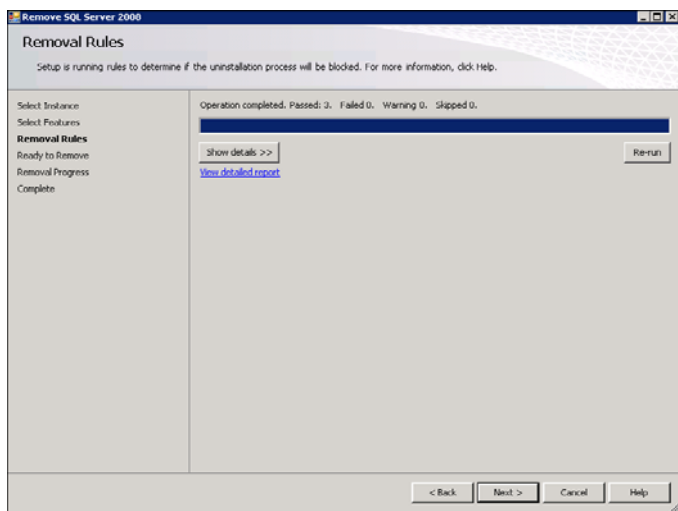 Remove SQL Server 2008
Removal Rules
Setup is running rules to determine if the uninstallation process will be blocked. For more information, click Help.
Select Instance
Select Features
Removal Rules
Ready to Remove
Removal Progress
Complete
Operation completed. Passed: 3. Failed 0. Warning 0. Skipped 0.
Show details >>
Re-run
View detailed report
< Back
Next >
Cancel
Help